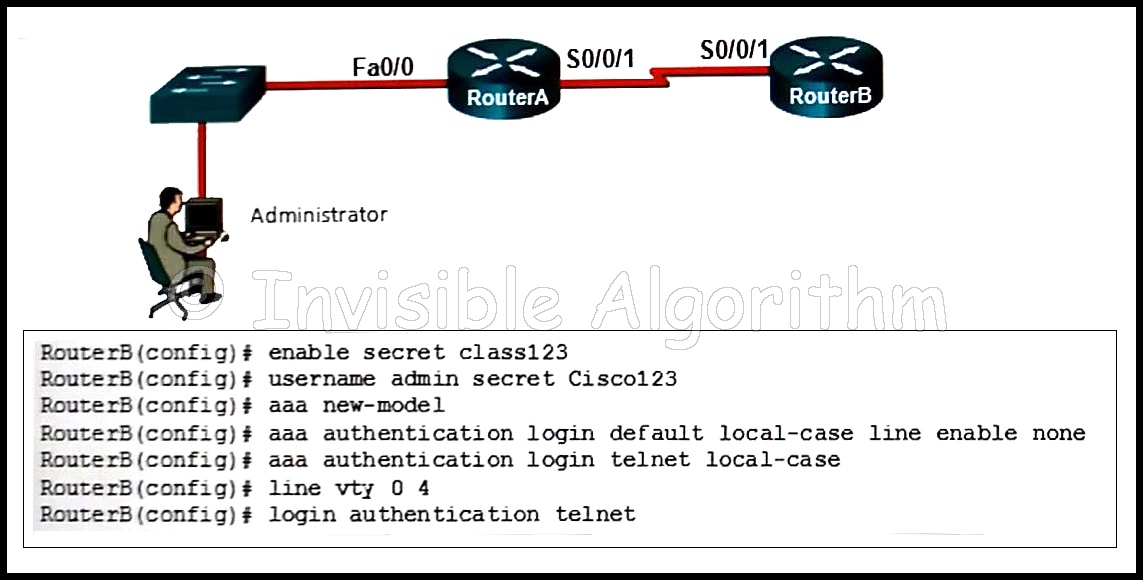 Fa0/0
S0/0/1
S0/0/1
RouterA
RouterB
Administrator
© Invisible Algorithm
RouterB(config)# enable secret class123
RouterB(config)# username admin secret Cisco123
RouterB(config)# aaa new-model
RouterB(config)# aaa authentication login default local-case line enable none
RouterB(config)# aaa authentication login telnet local-case
RouterB(config)# line vty 0 4
RouterB(config)# login authentication telnet